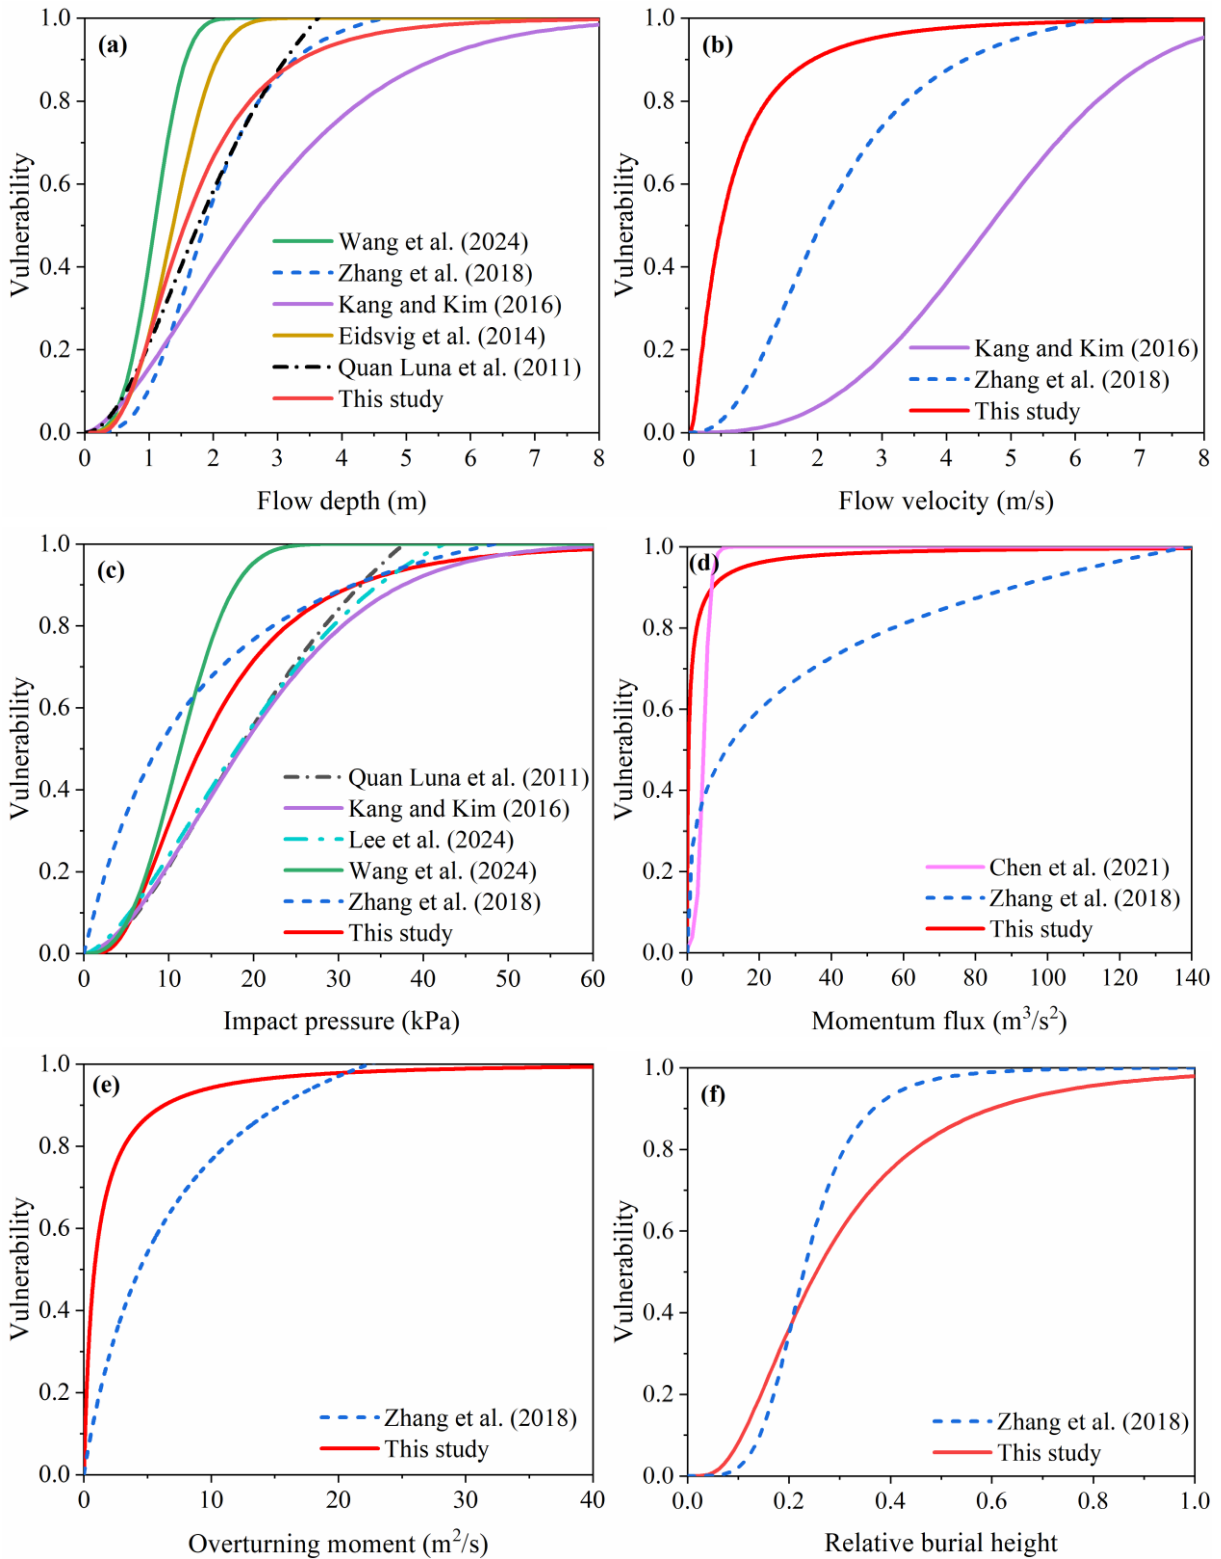 (a)
Vulnerability
1.0
0.8
0.6
0.4
0.2
0.0
Wang et al. (2024)
Zhang et al. (2018)
Kang and Kim (2016)
Eidsvig et al. (2014)
Quan Luna et al. (2011)
This study
0 1 2 3 4 5 6 7 8
Flow depth (m)
(b)
Vulnerability
1.0
0.8
0.6
0.4
0.2
0.0
Kang and Kim (2016)
Zhang et al. (2018)
This study
0 1 2 3 4 5 6 7 8
Flow velocity (m/s)
(c)
Vulnerability
1.0
0.8
0.6
0.4
0.2
0.0
Quan Luna et al. (2011)
Kang and Kim (2016)
Lee et al. (2024)
Wang et al. (2024)
Zhang et al. (2018)
This study
0 10 20 30 40 50 60
Impact pressure (kPa)
(d)
Vulnerability
1.0
0.8
0.6
0.4
0.2
0.0
Chen et al. (2021)
Zhang et al. (2018)
This study
0 20 40 60 80 100 120 140
Momentum flux (m³/s²)
(e)
Vulnerability
1.0
0.8
0.6
0.4
0.2
0.0
Zhang et al. (2018)
This study
0 10 20 30 40
Overturning moment (m²/s)
(f)
Vulnerability
1.0
0.8
0.6
0.4
0.2
0.0
Zhang et al. (2018)
This study
0.0 0.2 0.4 0.6 0.8 1.0
Relative burial height